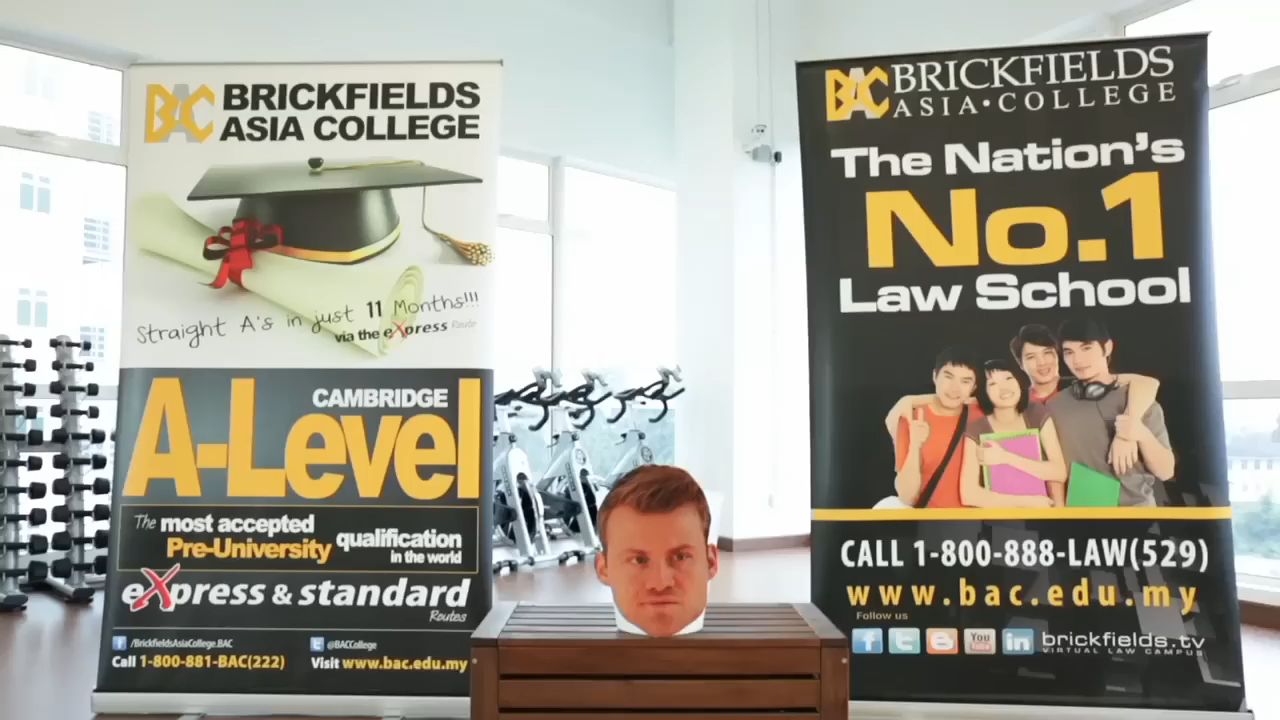 BAC BRICKFIELDS
ASIA COLLEGE
Straight A's in just 11 Months!!!
via the eXpress Route
CAMBRIDGE
A-Level
The most accepted
Pre-University
qualification
in the world
eXpress & standard
Routes
/BrickfieldsAsiaCollege.BAC
@BACCollege
Call 1-800-881-BAC(222)
Visit www.bac.edu.my
BAC BRICKFIELDS
ASIA•COLLEGE
The Nation's
No.1
Law School
CALL 1-800-888-LAW(529)
www.bac.edu.my
Follow us
You Tube
in
brickfields.tv
VIRTUAL LAW CAMPUS